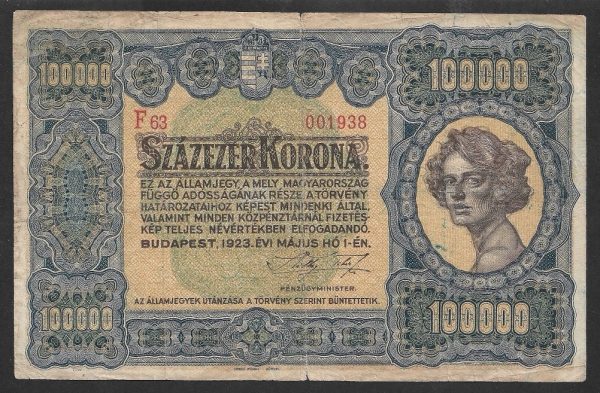 100000 100000
F 63 001938
SZÁZEZER KORONA.
EZ AZ ÁLLAMJEGY, A MELY MAGYARORSZÁG
FÜGGŐ ADOSSÁGÁNAK RÉSZE A TÖRVÉNY
HATÁROZATAIHOZ KÉPEST MINDENKI ÁLTAL,
VALAMINT MINDEN KÖZPÉNZTÁRNÁL FIZETÉS-
KÉP TELJES NÉVÉRTÉKBEN ELFOGADANDÓ.
BUDAPEST, 1923. ÉVI MÁJUS HÓ 1-ÉN.
PÉNZÜGYMINISTER.
AZ ÁLLAMJEGYEK UTÁNZÁSA A TÖRVÉNY SZERINT BÜNTETTETIK.
100000 100000